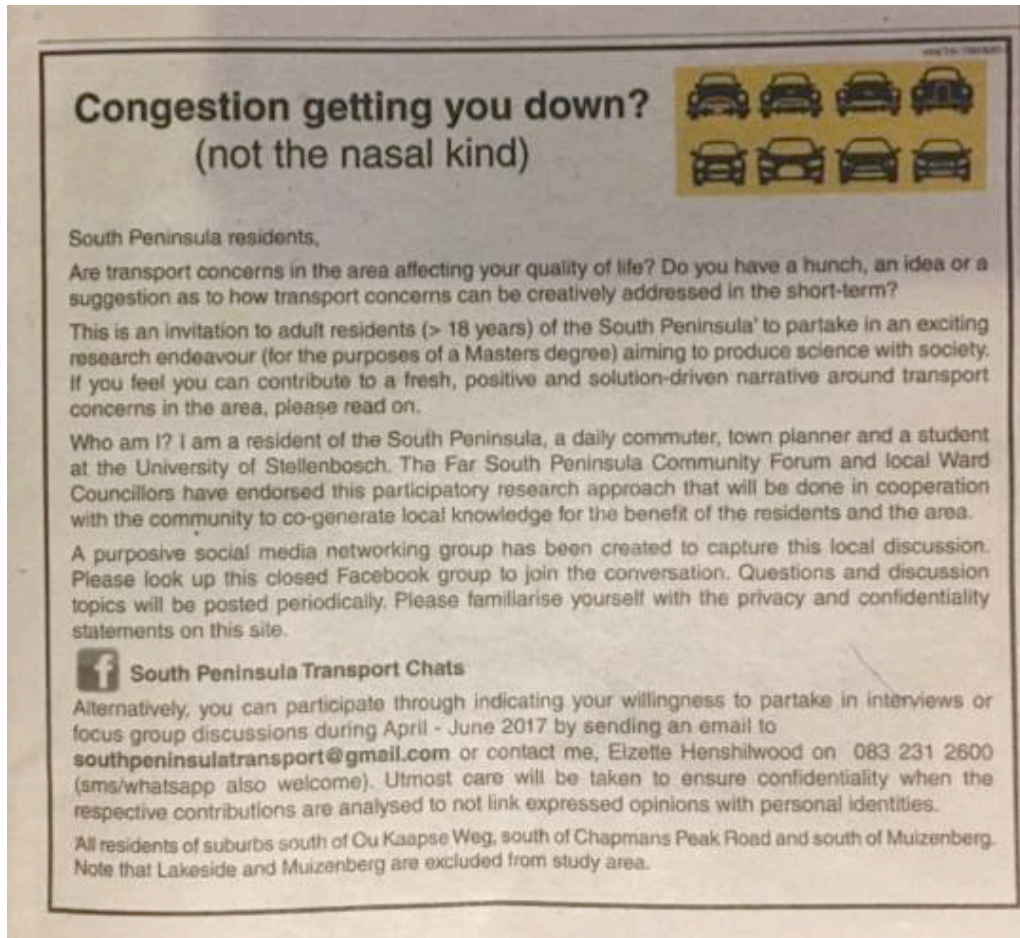 Congestion getting you down?
(not the nasal kind)
South Peninsula residents,
Are transport concerns in the area affecting your quality of life? Do you have a hunch, an idea or a
suggestion as to how transport concerns can be creatively addressed in the short-term?
This is an invitation to adult residents (> 18 years) of the South Peninsula' to partake in an exciting
research endeavour (for the purposes of a Masters degree) aiming to produce science with society.
If you feel you can contribute to a fresh, positive and solution-driven narrative around transport
concerns in the area, please read on.
Who am I? I am a resident of the South Peninsula, a daily commuter, town planner and a student
at the University of Stellenbosch. The Far South Peninsula Community Forum and local Ward
Councillors have endorsed this participatory research approach that will be done in cooperation
with the community to co-generate local knowledge for the benefit of the residents and the area.
A purposive social media networking group has been created to capture this local discussion.
Please look up this closed Facebook group to join the conversation. Questions and discussion
topics will be posted periodically. Please familiarise yourself with the privacy and confidentiality
statements on this site.
f South Peninsula Transport Chats
Alternatively, you can participate through indicating your willingness to partake in interviews or
focus group discussions during April - June 2017 by sending an email to
southpeninsulatransport@gmail.com or contact me, Elzette Henshilwood on 083 231 2600
(sms/whatsapp also welcome). Utmost care will be taken to ensure confidentiality when the
respective contributions are analysed to not link expressed opinions with personal identities.
'All residents of suburbs south of Ou Kaapse Weg, south of Chapmans Peak Road and south of Muizenberg.
Note that Lakeside and Muizenberg are excluded from study area.